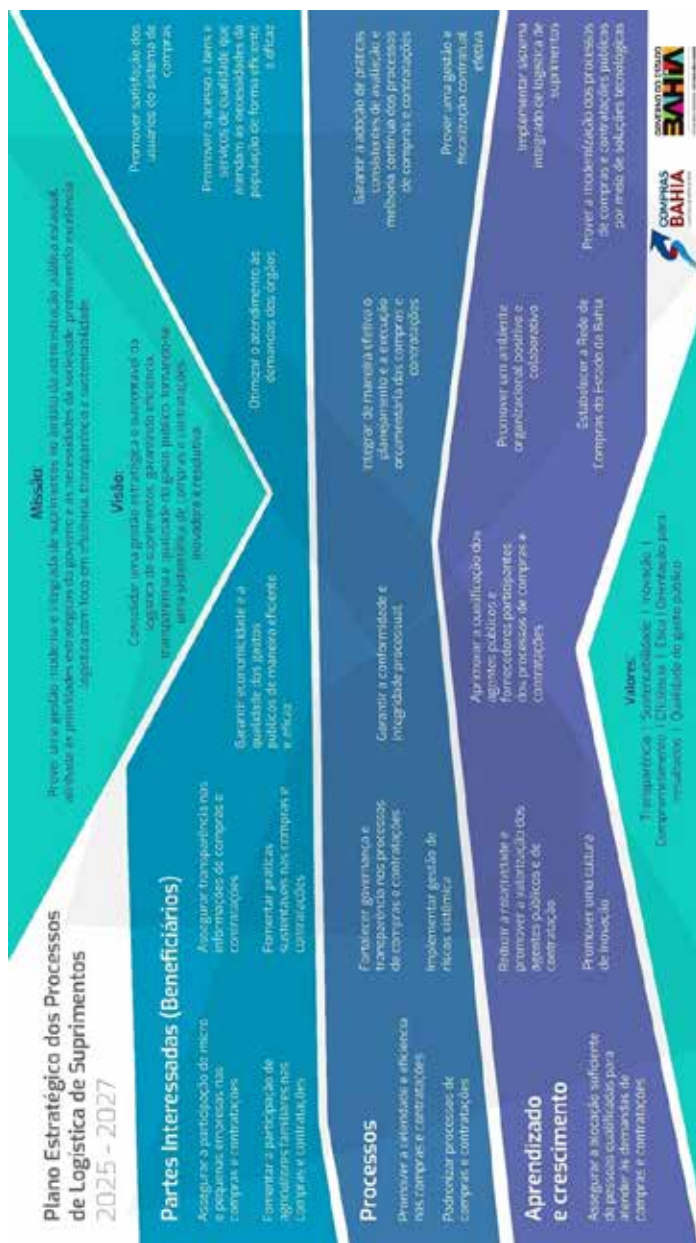 Plano Estratégico dos Processos
de Logística de Suprimentos
2025 - 2027
Missão:
Prover uma gestão moderna e integrada de suprimentos no âmbito da administração pública estadual,
alinhada às prioridades estratégicas do governo e às necessidades da sociedade, promovendo excelência
logística com foco em eficiência, transparência e sustentabilidade
Visão:
Consolidar uma gestão estratégica e sustentável da
logística de suprimentos, garantindo eficiência,
transparência e qualidade do gasto público, tornando-se
uma sistemática de compras e contratações
inovadora e resolutiva
Partes Interessadas (Beneficiários)
Assegurar a participação de micro
e pequenas empresas nas
compras e contratações
Fomentar a participação de
agricultores familiares nas
compras e contratações
Assegurar transparência nas
informações de compras e
contratações
Fomentar práticas
sustentáveis nas compras e
contratações
Garantir economicidade e a
qualidade dos gastos
públicos de maneira eficiente
e eficaz
Otimizar o atendimento às
demandas dos órgãos
Promover satisfação dos
usuários do sistema de
compras
Promover o acesso a bens e
serviços de qualidade que
atendam as necessidades da
população de forma eficiente
e eficaz
Processos
Promover a celeridade e eficiência
nas compras e contratações
Padronizar processos de
compras e contratações
Fortalecer governança e
transparência nos processos
de compras e contratações
Implementar gestão de
riscos sistêmica
Garantir a conformidade e
integridade processual
Integrar de maneira efetiva o
planejamento e a execução
orçamentária das compras e
contratações
Garantir a adoção de práticas
consistentes de avaliação e
melhoria contínua dos processos
de compras e contratações
Prover uma gestão e
fiscalização contratual
efetiva
Aprendizado
e crescimento
Assegurar a alocação suficiente
de pessoas qualificadas para
atender às demandas de
compras e contratações
Reduzir a rotatividade e
promover a valorização dos
agentes públicos e de
contratação
Promover uma cultura
de inovação
Aprimorar a qualificação dos
agentes públicos e
fornecedores participantes
dos processos de compras e
contratações
Promover um ambiente
organizacional positivo e
colaborativo
Estabelecer a Rede de
Compras do Estado da Bahia
Implementar sistema
integrado de logística de
suprimentos
Prover a modernização dos processos
de compras e contratações públicas
por meio de soluções tecnológicas
Valores:
Transparência | Sustentabilidade | Inovação |
Comprometimento | Eficiência | Ética | Orientação para
resultados | Qualidade do gasto público
COMPRAS
BAHIA
GOVERNO DO ESTADO
BAHIA